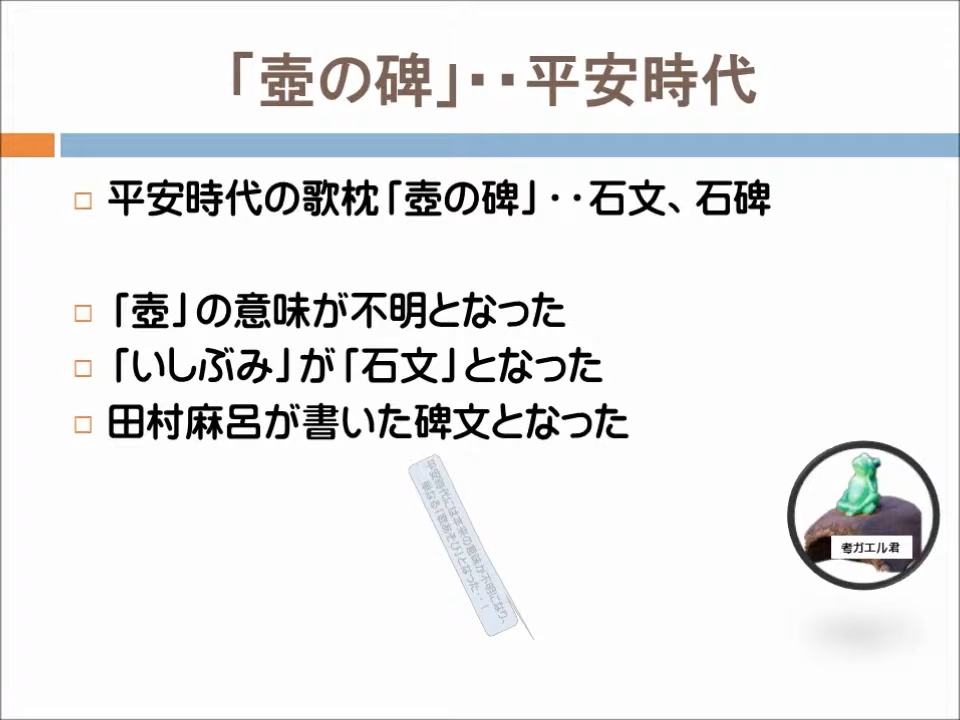 「壺の碑」・・平安時代
平安時代の歌枕「壺の碑」・・石文、石碑
「壺」の意味が不明となった
「いしぶみ」が「石文」となった
田村麻呂が書いた碑文となった
考ガエル君